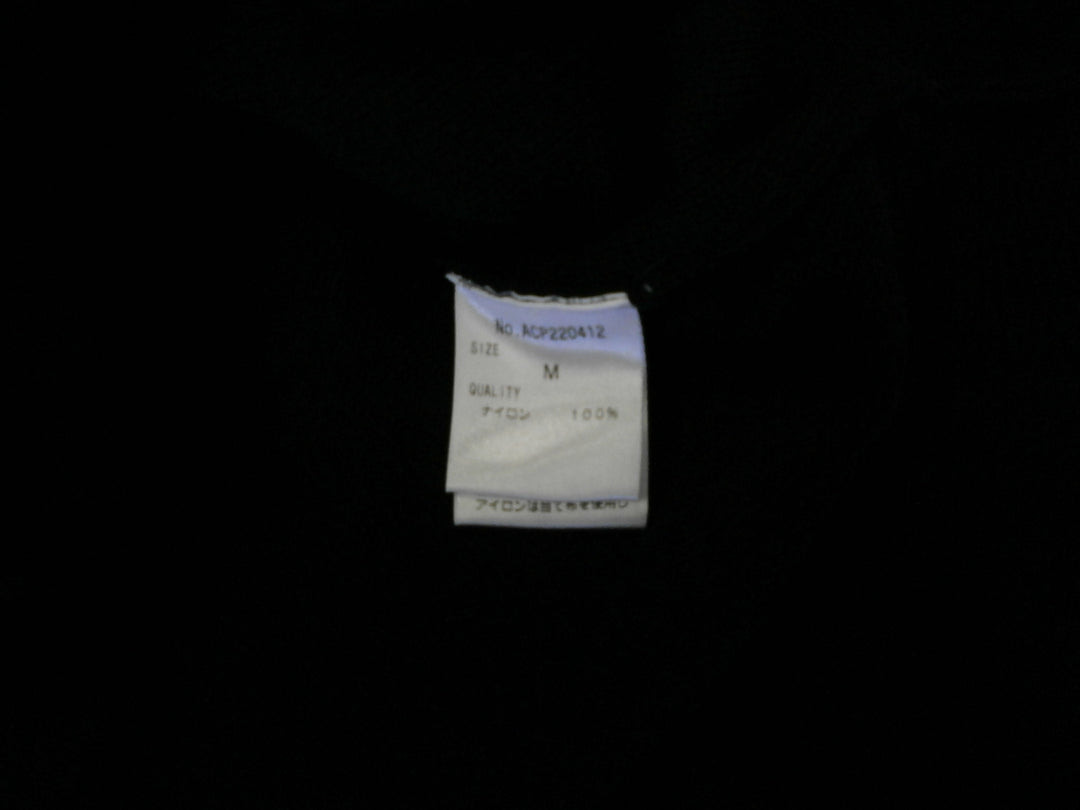 No.ACP220412
SIZE
M
QUALITY
ナイロン 100%
アイロンは当て布を使用し